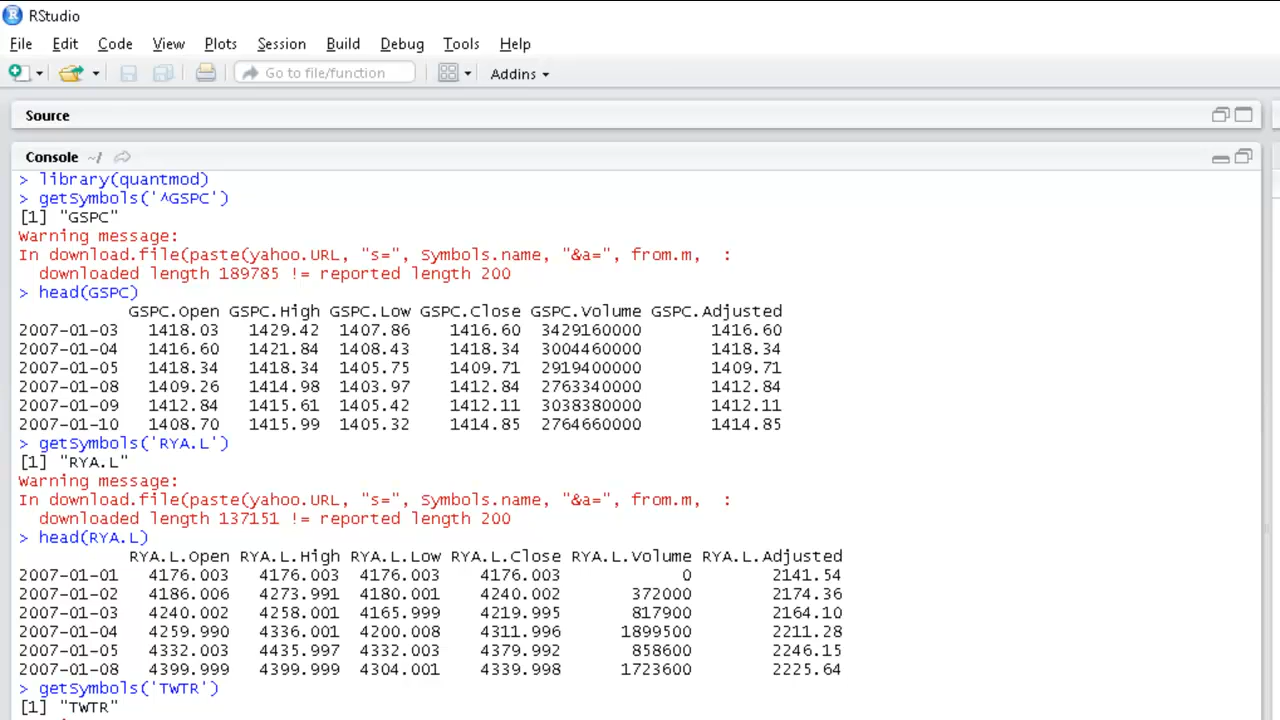 RStudio
File Edit Code View Plots Session Build Debug Tools Help
Go to file/function Addins
Source
Console ~/
> library(quantmod)
> getSymbols('^GSPC')
[1] "GSPC"
Warning message:
In download.file(paste(yahoo.URL, "s=", Symbols.name, "&a=", from.m,  :
  downloaded length 189785 != reported length 200
> head(GSPC)
           GSPC.Open GSPC.High GSPC.Low GSPC.Close GSPC.Volume GSPC.Adjusted
2007-01-03   1418.03   1429.42  1407.86    1416.60  3429160000       1416.60
2007-01-04   1416.60   1421.84  1408.43    1418.34  3004460000       1418.34
2007-01-05   1418.34   1418.34  1405.75    1409.71  2919400000       1409.71
2007-01-08   1409.26   1414.98  1403.97    1412.84  2763340000       1412.84
2007-01-09   1412.84   1415.61  1405.42    1412.11  3038380000       1412.11
2007-01-10   1408.70   1415.99  1405.32    1414.85  2764660000       1414.85
> getSymbols('RYA.L')
[1] "RYA.L"
Warning message:
In download.file(paste(yahoo.URL, "s=", Symbols.name, "&a=", from.m,  :
  downloaded length 137151 != reported length 200
> head(RYA.L)
           RYA.L.Open RYA.L.High RYA.L.Low RYA.L.Close RYA.L.Volume RYA.L.Adjusted
2007-01-01   4176.003   4176.003  4176.003    4176.003            0        2141.54
2007-01-02   4186.006   4273.991  4180.001    4240.002       372000        2174.36
2007-01-03   4240.002   4258.001  4165.999    4219.995       817900        2164.10
2007-01-04   4259.990   4336.001  4200.008    4311.996      1899500        2211.28
2007-01-05   4332.003   4435.997  4332.003    4379.992       858600        2246.15
2007-01-08   4399.999   4399.999  4304.001    4339.998      1723600        2225.64
> getSymbols('TWTR')
[1] "TWTR"